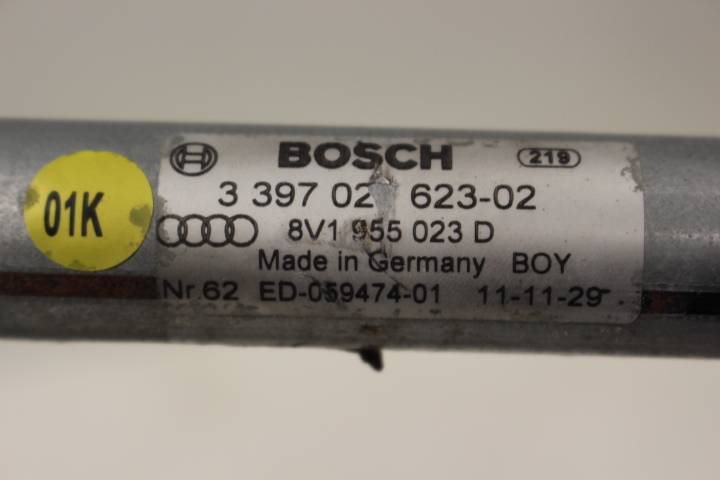 BOSCH 219
3 397 02 623-02
01K
8V1 955 023 D
Made in Germany BOY
Nr.62 ED-059474-01 11-11-29